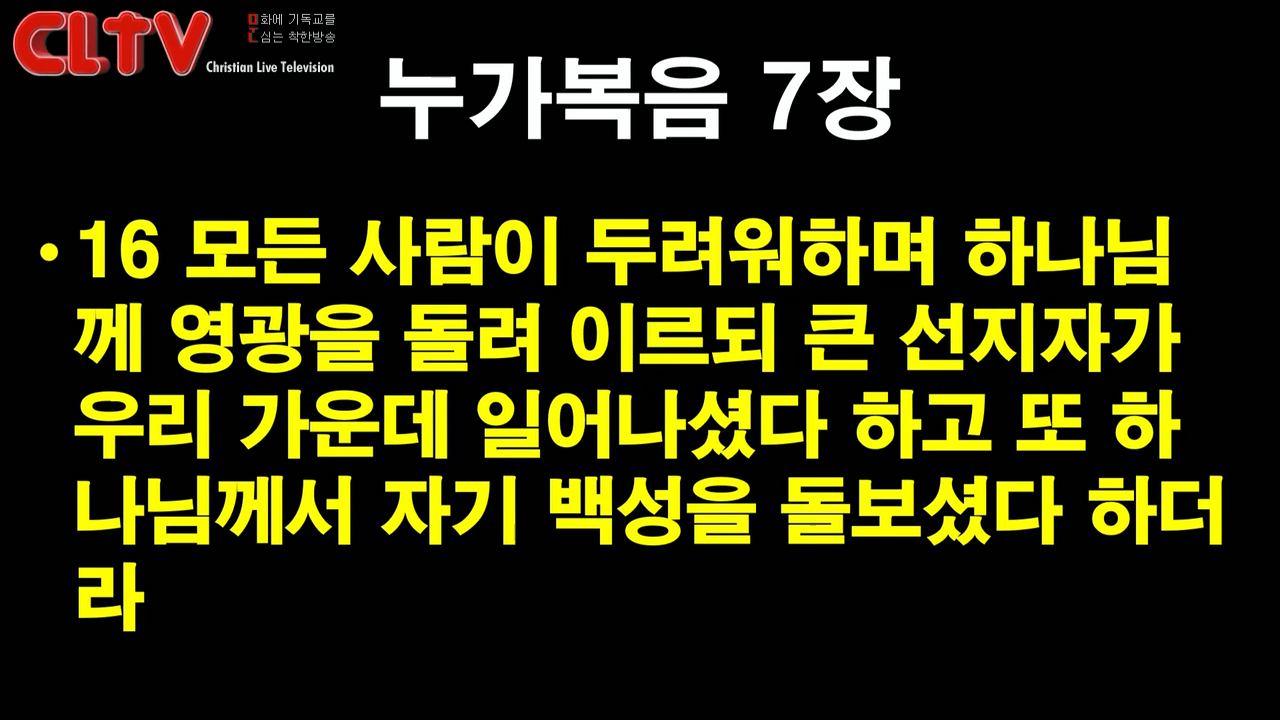 CLTV
문화에 기독교를
심는 착한방송
Christian Live Television
누가복음 7장
• 16 모든 사람이 두려워하며 하나님
께 영광을 돌려 이르되 큰 선지자가
우리 가운데 일어나셨다 하고 또 하
나님께서 자기 백성을 돌보셨다 하더
라